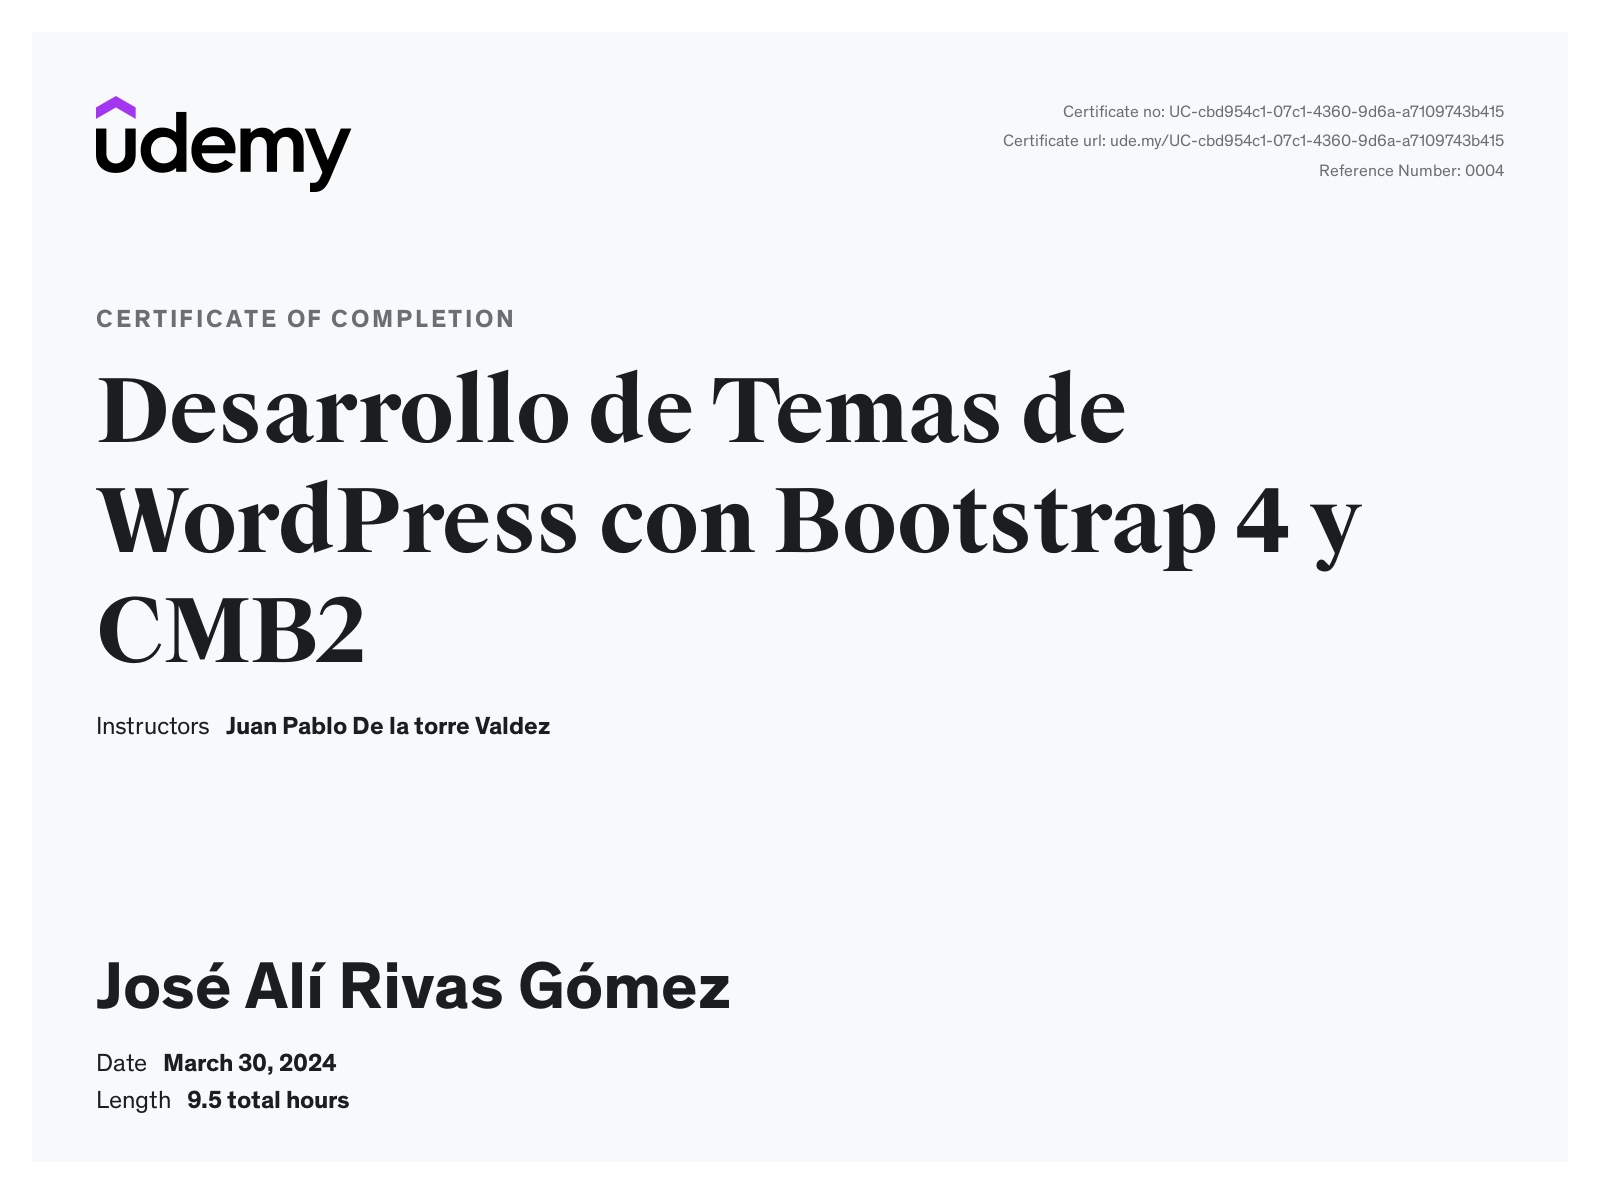 udemy
Certificate no: UC-cbd954c1-07c1-4360-9d6a-a7109743b415
Certificate url: ude.my/UC-cbd954c1-07c1-4360-9d6a-a7109743b415
Reference Number: 0004
CERTIFICATE OF COMPLETION
Desarrollo de Temas de
WordPress con Bootstrap 4 y
CMB2
Instructors Juan Pablo De la torre Valdez
José Alí Rivas Gómez
Date March 30, 2024
Length 9.5 total hours